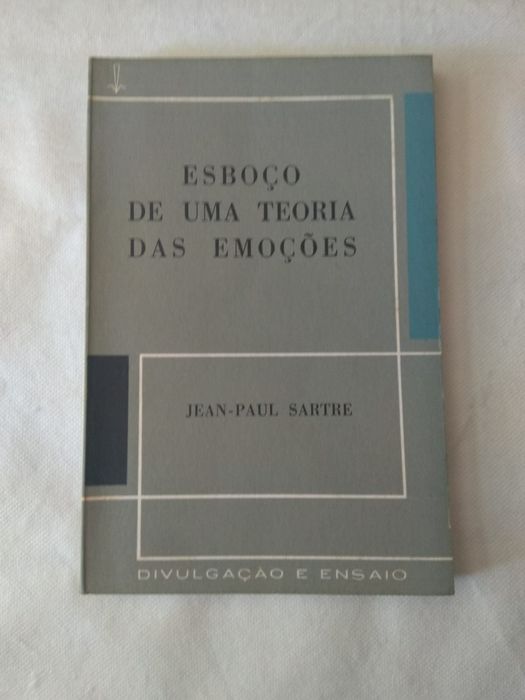 ESBOÇO
DE UMA TEORIA
DAS EMOÇÕES
JEAN-PAUL SARTRE
DIVULGAÇÃO E ENSAIO